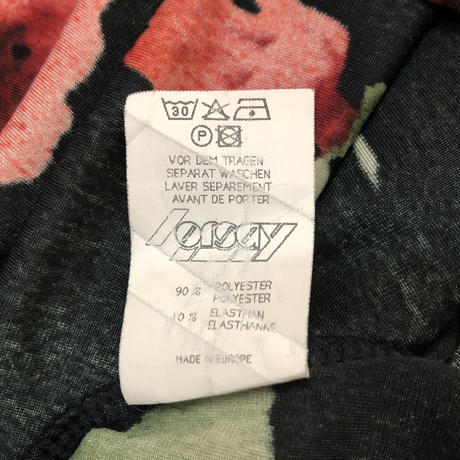 30
P
VOR DEM TRAGEN
SEPARAT WASCHEN
LAVER SEPAREMENT
AVANT DE PORTER
orsay
90% POLYESTER
POLYESTER
10% ELASTHAN
ELASTHANNE
MADE IN EUROPE